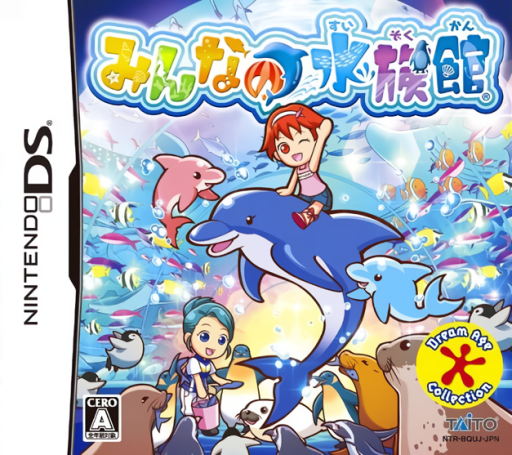 すい ぞく かん
みんなの水族館®
NINTENDO DS
Dream Age
Collection
CERO
A
全年齢対象
TAITO
NTR-BQUJ-JPN